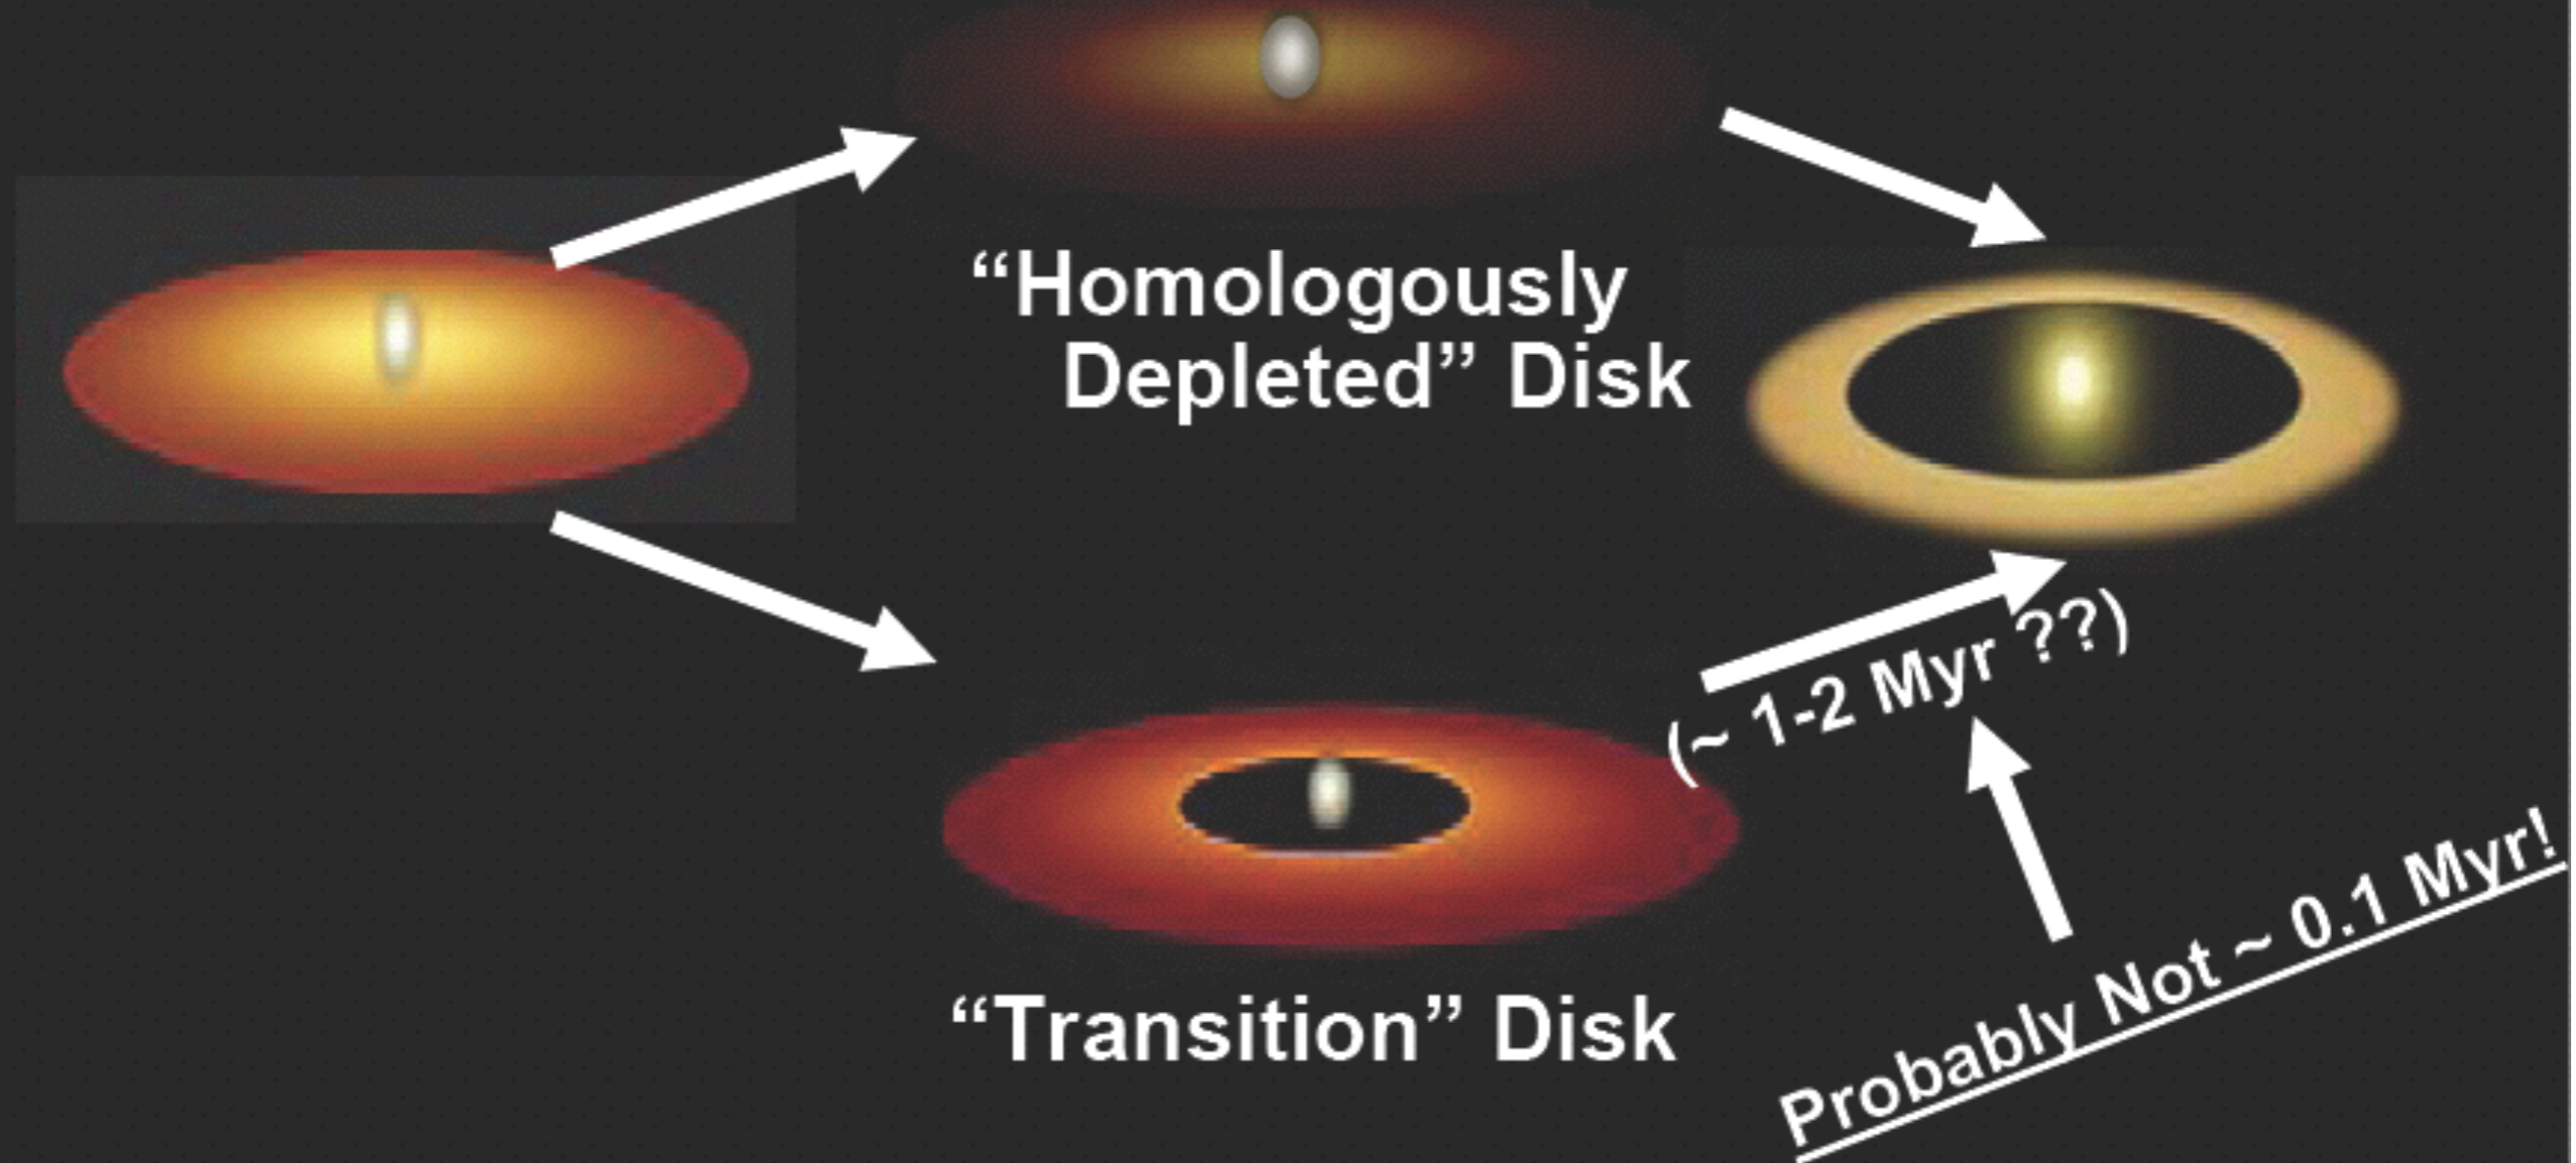 “Homologously
Depleted” Disk
(~ 1-2 Myr ??)
Probably Not ~ 0.1 Myr!
“Transition” Disk